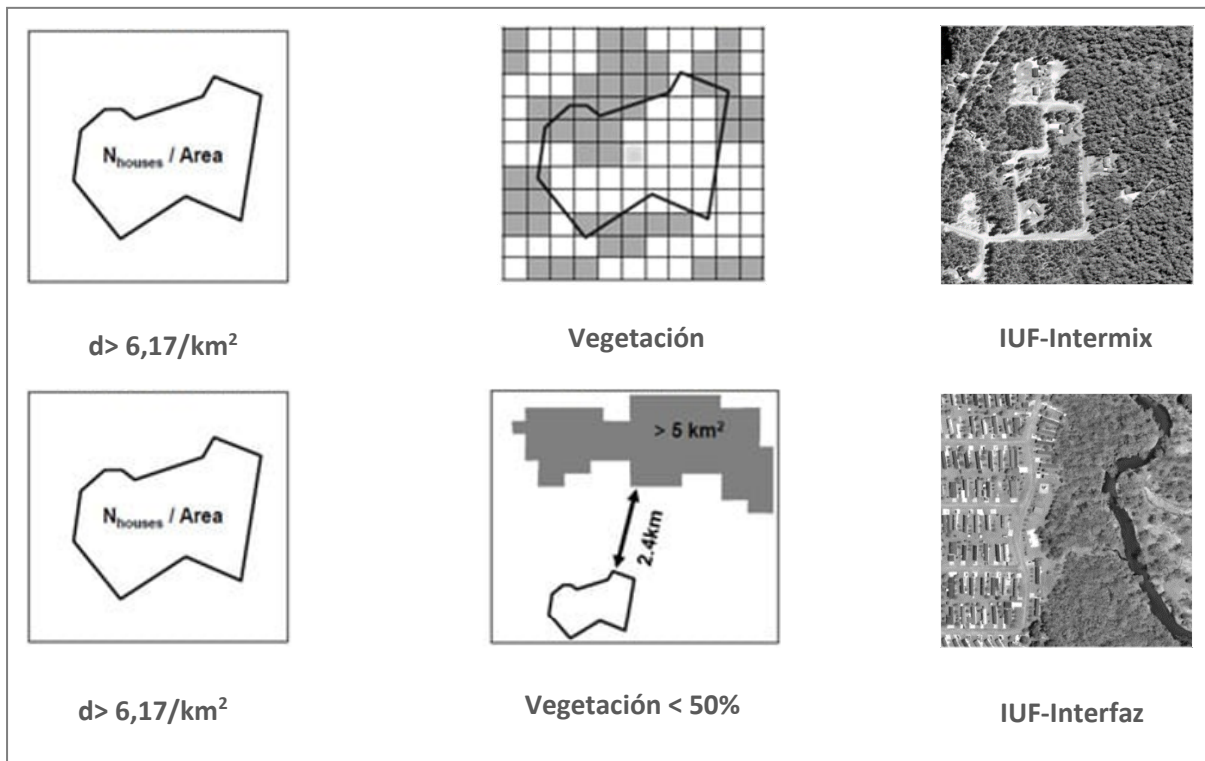 N_houses / Area
d> 6,17/km²
Vegetación
IUF-Intermix
N_houses / Area
> 5 km²
2.4km
d> 6,17/km²
Vegetación < 50%
IUF-Interfaz